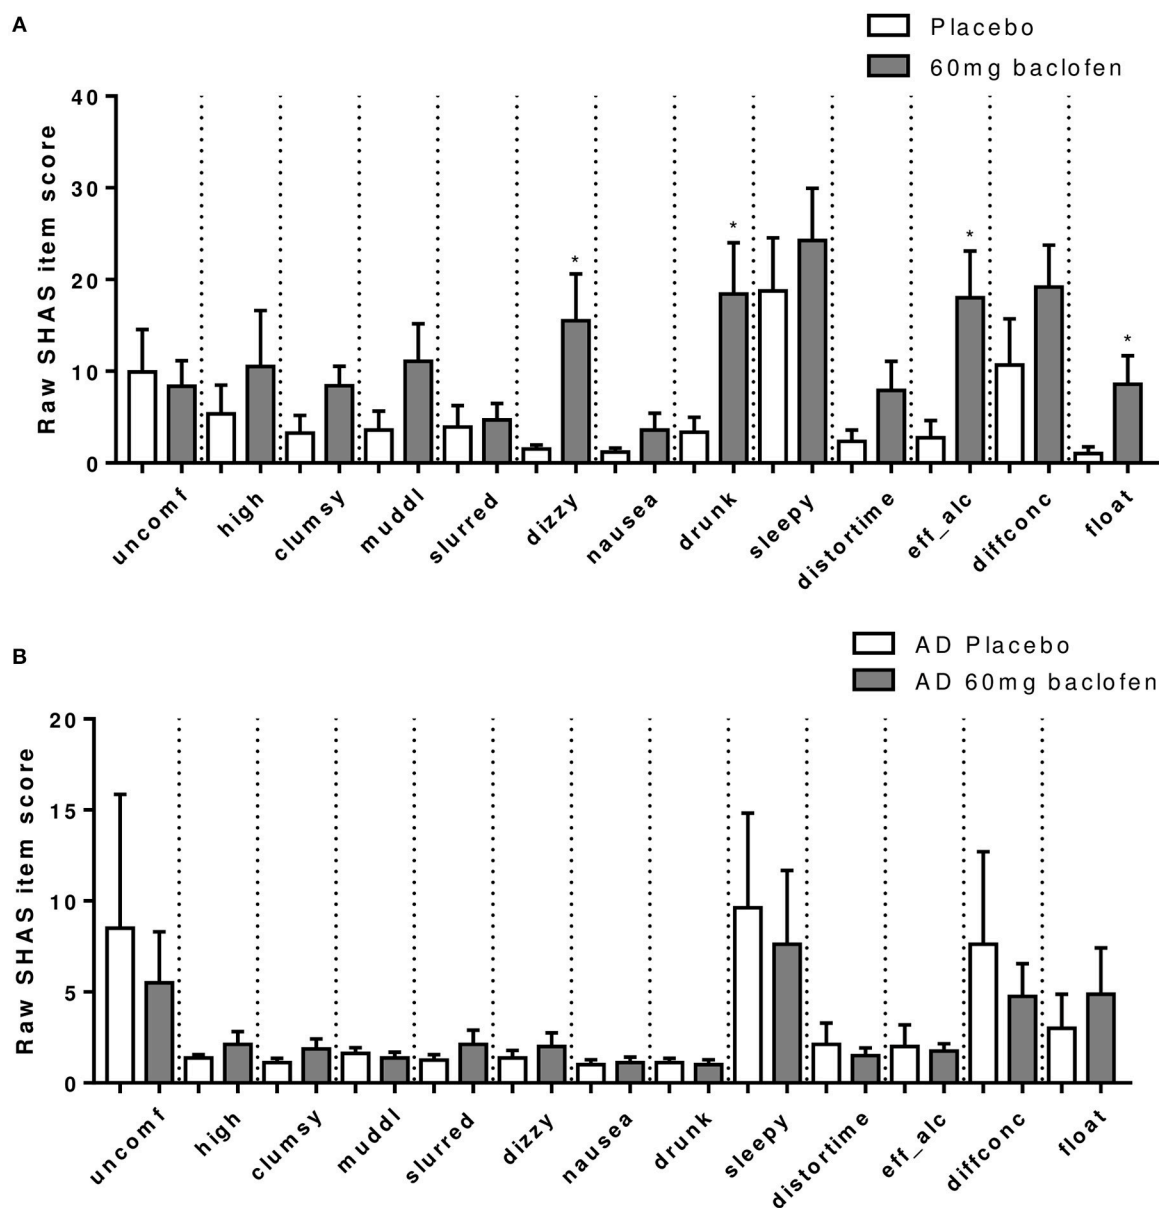 A
Placebo
60mg baclofen
Raw SHAS item score
40
30
20
10
0
*
*
*
*
uncomf
high
clumsy
muddl
slurred
dizzy
nausea
drunk
sleepy
distortime
eff_alc
diffconc
float
B
AD Placebo
AD 60mg baclofen
Raw SHAS item score
20
15
10
5
0
uncomf
high
clumsy
muddl
slurred
dizzy
nausea
drunk
sleepy
distortime
eff_alc
diffconc
float